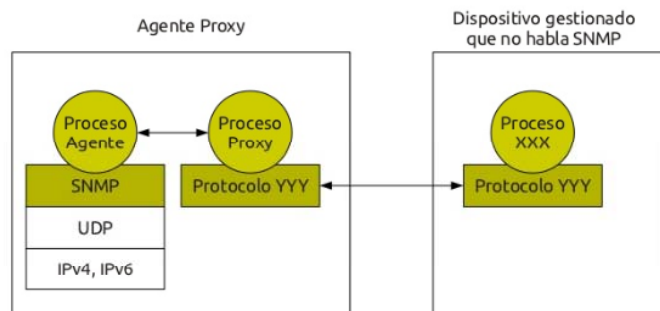 Agente Proxy
Dispositivo gestionado
que no habla SNMP
Proceso
Agente
Proceso
Proxy
Proceso
XXX
SNMP
Protocolo YYY
Protocolo YYY
UDP
IPv4, IPv6